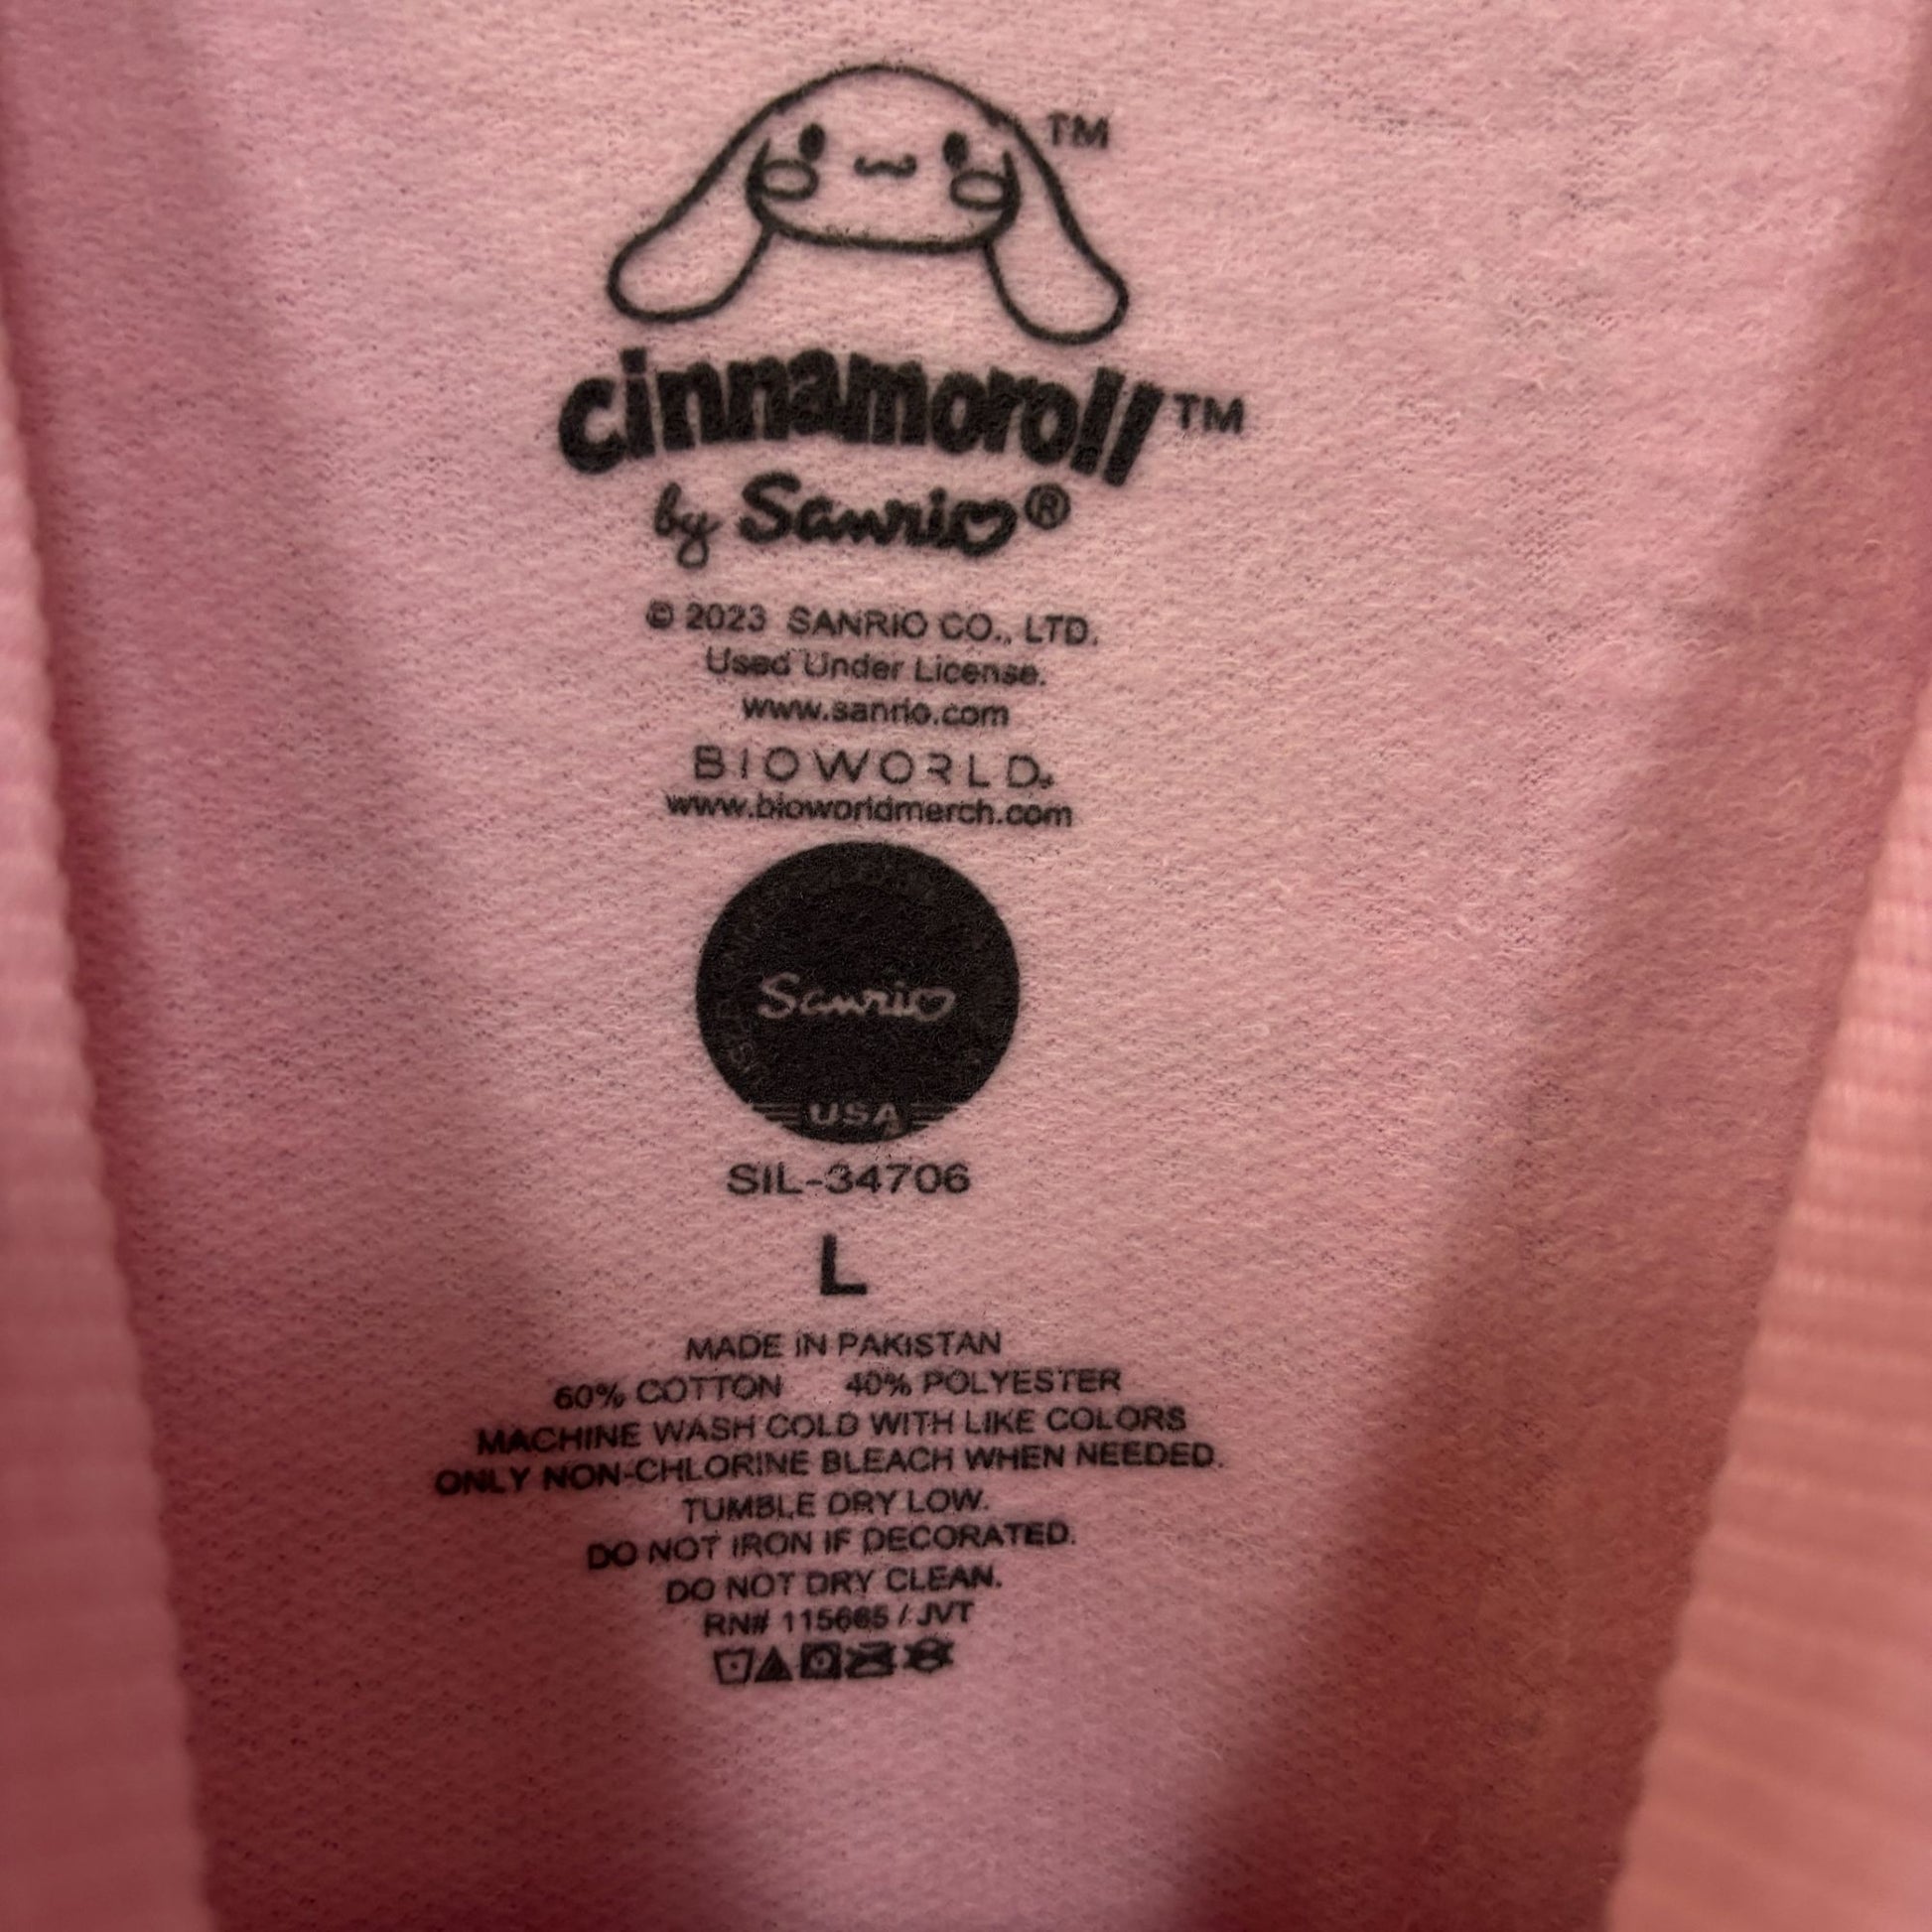 TM
cinnamoroll™
by Sanrio®
© 2023 SANRIO CO., LTD.
Used Under License.
www.sanrio.com
BIOWORLD®
www.bioworldmerch.com
Sanrio
USA
SIL-34706
L
MADE IN PAKISTAN
60% COTTON 40% POLYESTER
MACHINE WASH COLD WITH LIKE COLORS
ONLY NON-CHLORINE BLEACH WHEN NEEDED.
TUMBLE DRY LOW.
DO NOT IRON IF DECORATED.
DO NOT DRY CLEAN.
RN# 115665 / JVT